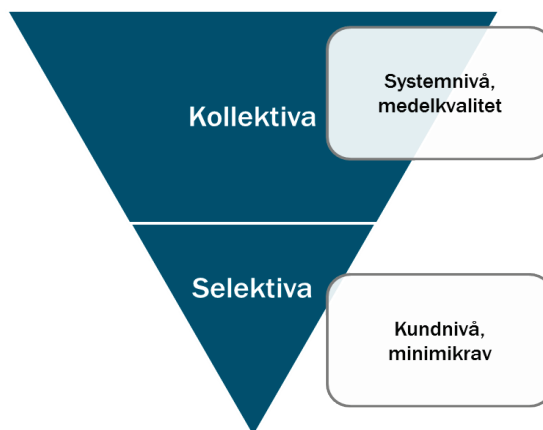 Kollektiva
Systemnivå,
medelkvalitet
Selektiva
Kundnivå,
minimikrav